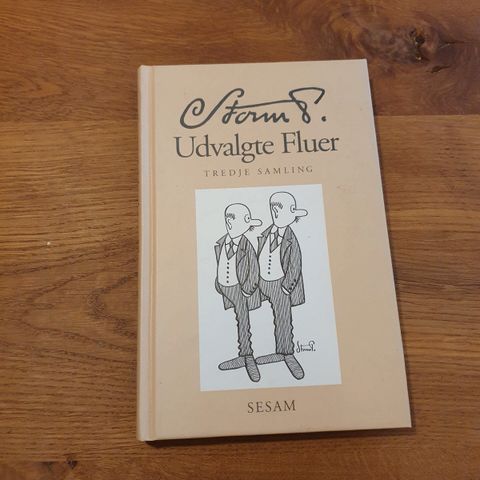 Storm P.
Udvalgte Fluer
TREDJE SAMLING
Storm P.
SESAM